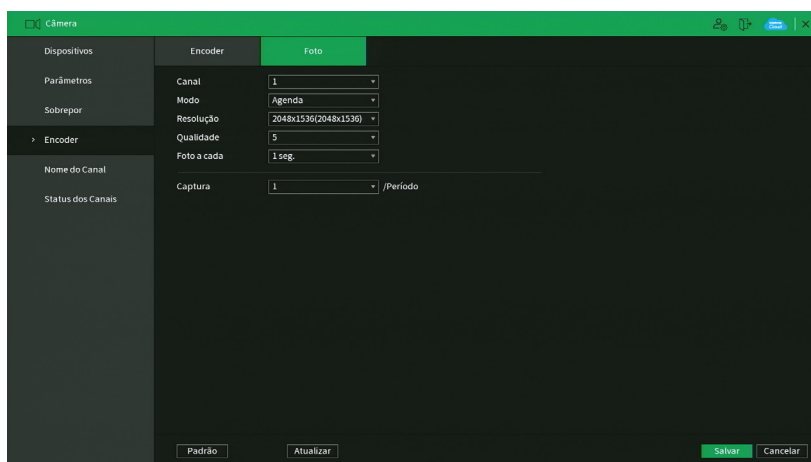 Câmera
Dispositivos
Parâmetros
Sobrepor
> Encoder
Nome do Canal
Status dos Canais
Encoder Foto
Canal 1
Modo Agenda
Resolução 2048x1536(2048x1536)
Qualidade 5
Foto a cada 1 seg.
Captura 1 /Período
Padrão Atualizar Salvar Cancelar